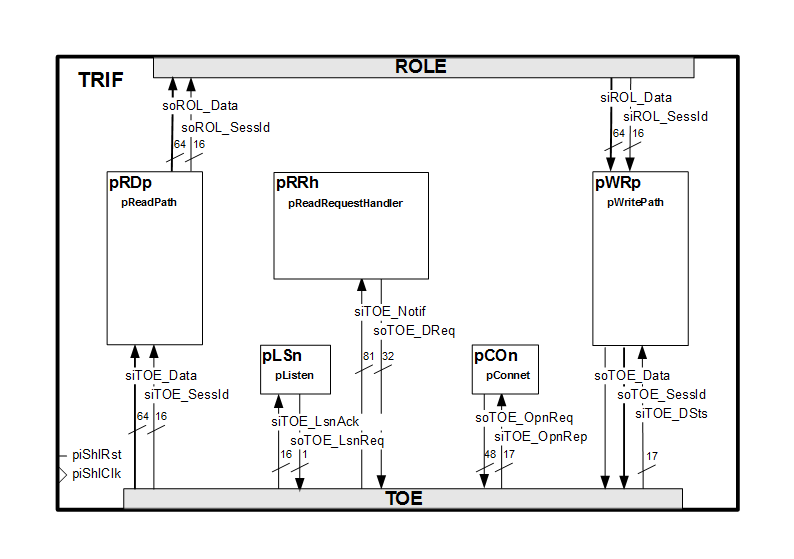 ROLE
TRIF
soROL_Data
soROL_SessId
64
16
siROL_Data
siROL_SessId
64
16
pRDp
pReadPath
pRRh
pReadRequestHandler
pWRp
pWritePath
siTOE_Notif
soTOE_DReq
81
32
pLSn
pListen
pCOn
pConnet
siTOE_Data
siTOE_SessId
64
16
siTOE_LsnAck
soTOE_LsnReq
16
1
soTOE_OpnReq
siTOE_OpnRep
48
17
soTOE_Data
soTOE_SessId
siTOE_DSts
17
piShlRst
piShlClk
TOE